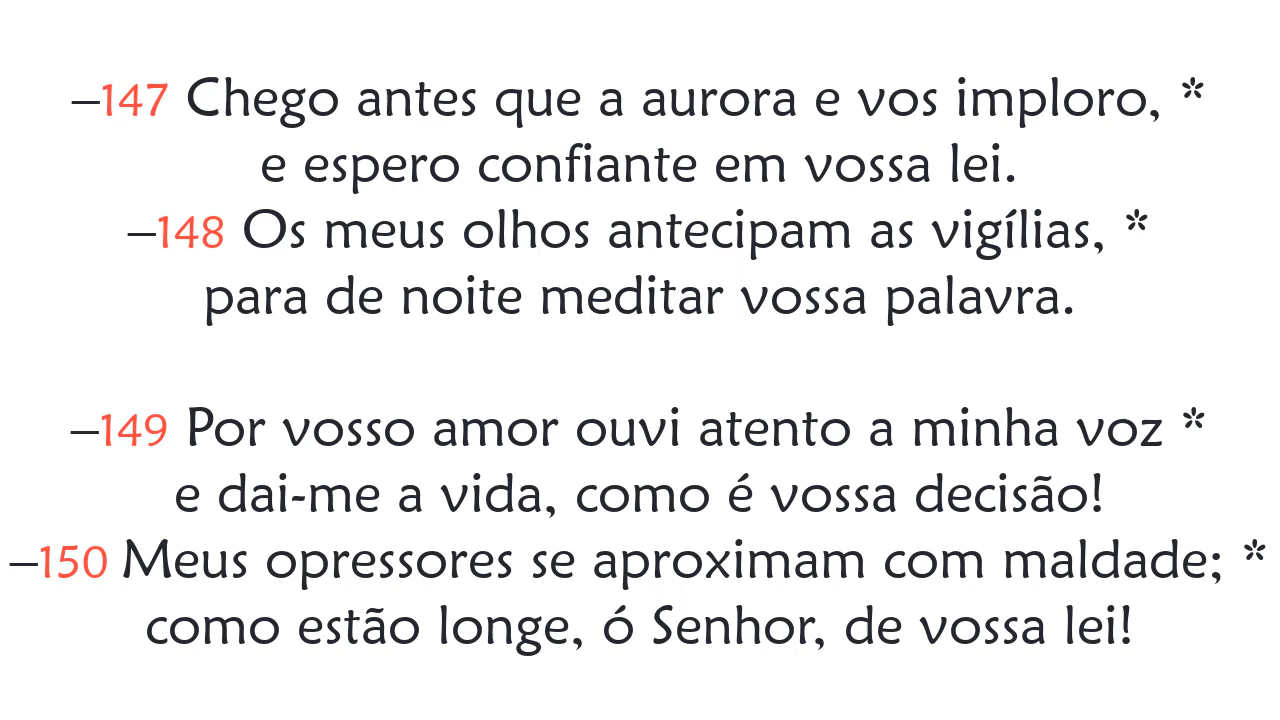 –147 Chego antes que a aurora e vos imploro, *
e espero confiante em vossa lei.
–148 Os meus olhos antecipam as vigílias, *
para de noite meditar vossa palavra.
–149 Por vosso amor ouvi atento a minha voz *
e dai-me a vida, como é vossa decisão!
–150 Meus opressores se aproximam com maldade; *
como estão longe, ó Senhor, de vossa lei!